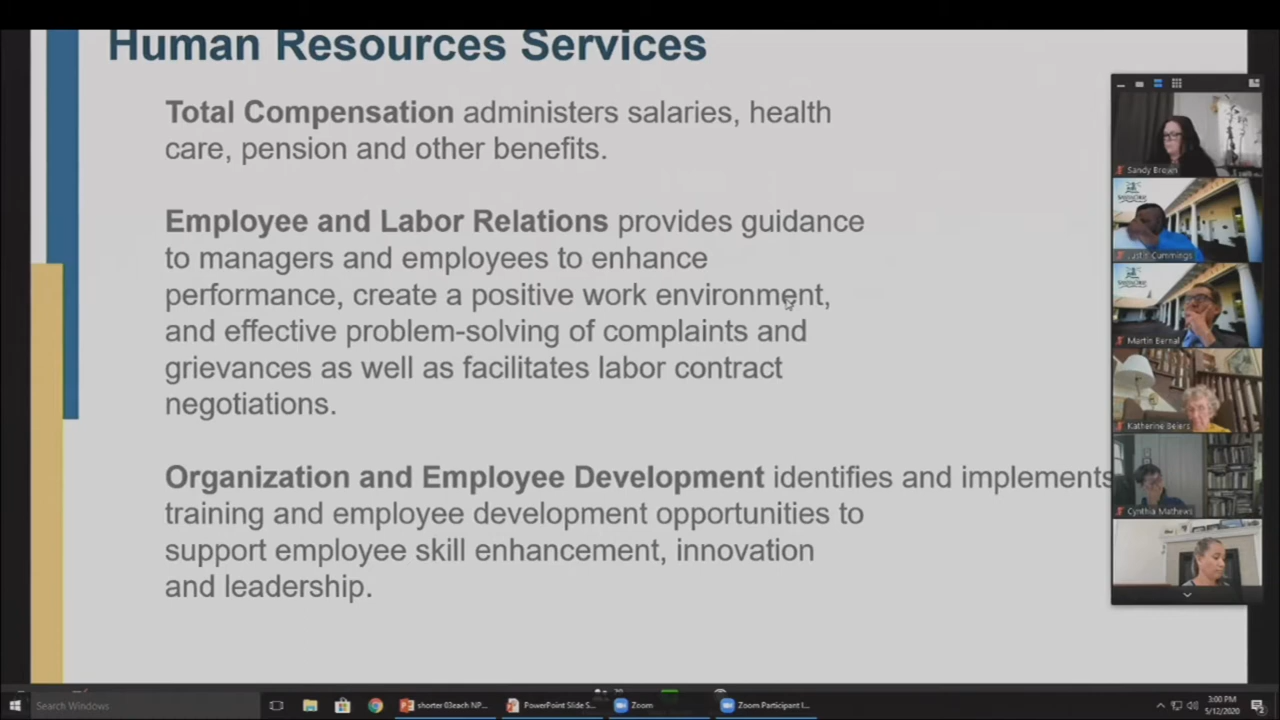 Human Resources Services
Total Compensation administers salaries, health
care, pension and other benefits.
Employee and Labor Relations provides guidance
to managers and employees to enhance
performance, create a positive work environment,
and effective problem-solving of complaints and
grievances as well as facilitates labor contract
negotiations.
Organization and Employee Development identifies and implements
training and employee development opportunities to
support employee skill enhancement, innovation
and leadership.
Sandy Brown
Justin Cummings
Martin Bernal
Katherine Beiers
Cynthia Mathews
Search Windows
shorter 03each NP...
PowerPoint Slide S...
Zoom
Zoom Participant I...
3:00 PM
5/12/2020